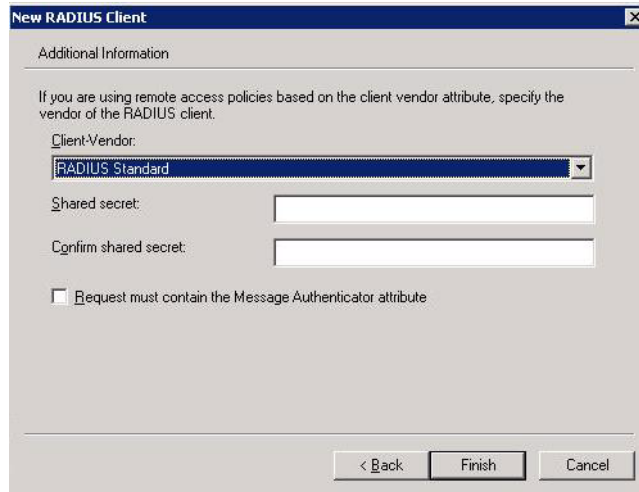 New RADIUS Client
Additional Information
If you are using remote access policies based on the client vendor attribute, specify the
vendor of the RADIUS client.
Client-Vendor:
RADIUS Standard
Shared secret:
Confirm shared secret:
Request must contain the Message Authenticator attribute
< Back Finish Cancel